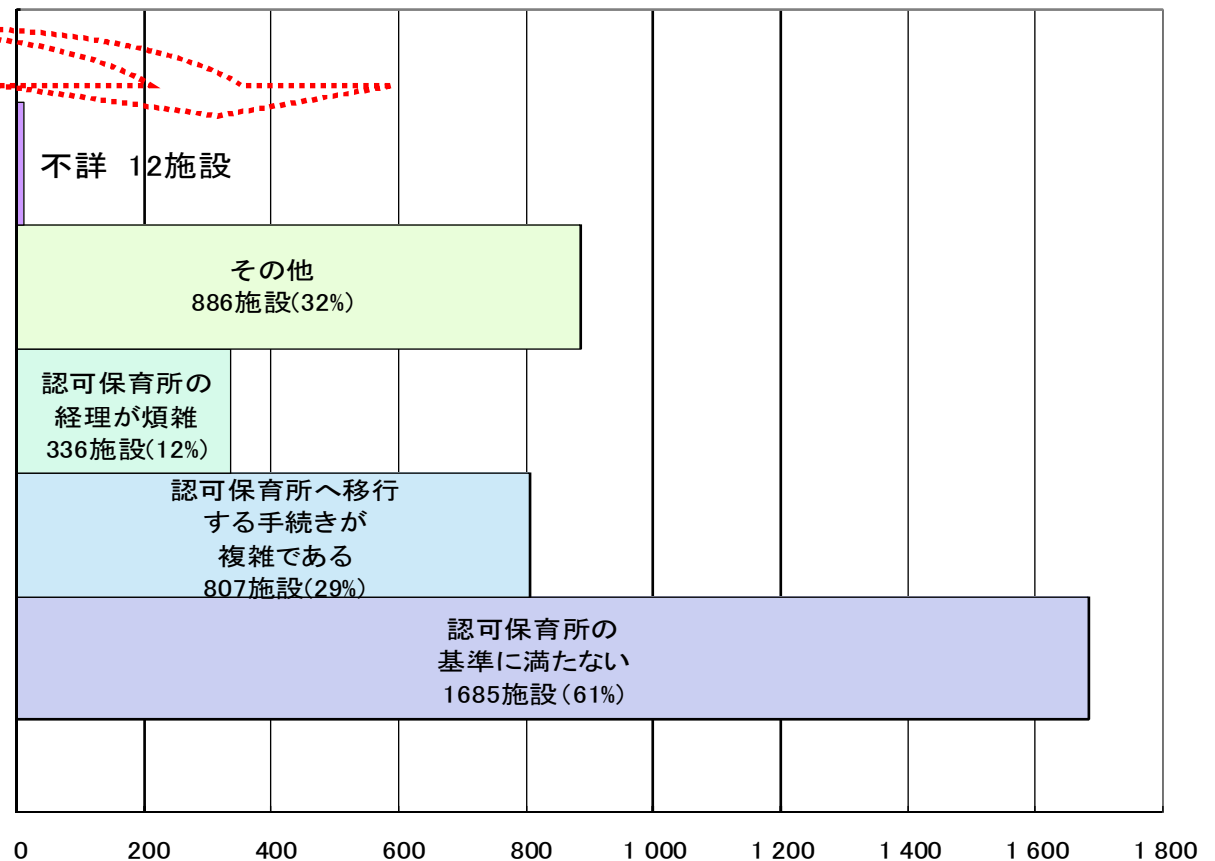 不詳 12施設
その他
886施設(32%)
認可保育所の
経理が煩雑
336施設(12%)
認可保育所へ移行
する手続きが
複雑である
807施設(29%)
認可保育所の
基準に満たない
1685施設(61%)
0 200 400 600 800 1 000 1 200 1 400 1 600 1 800